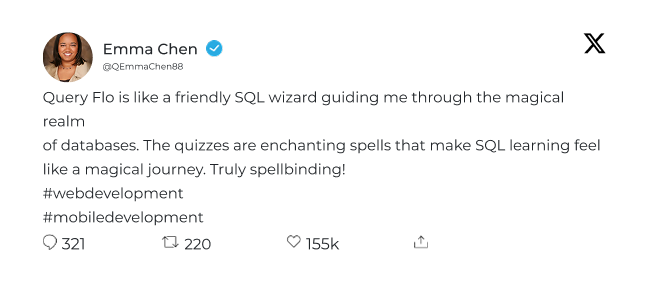 Emma Chen
@QEmmaChen88
Query Flo is like a friendly SQL wizard guiding me through the magical
realm
of databases. The quizzes are enchanting spells that make SQL learning feel
like a magical journey. Truly spellbinding!
#webdevelopment
#mobiledevelopment
321 220 155k